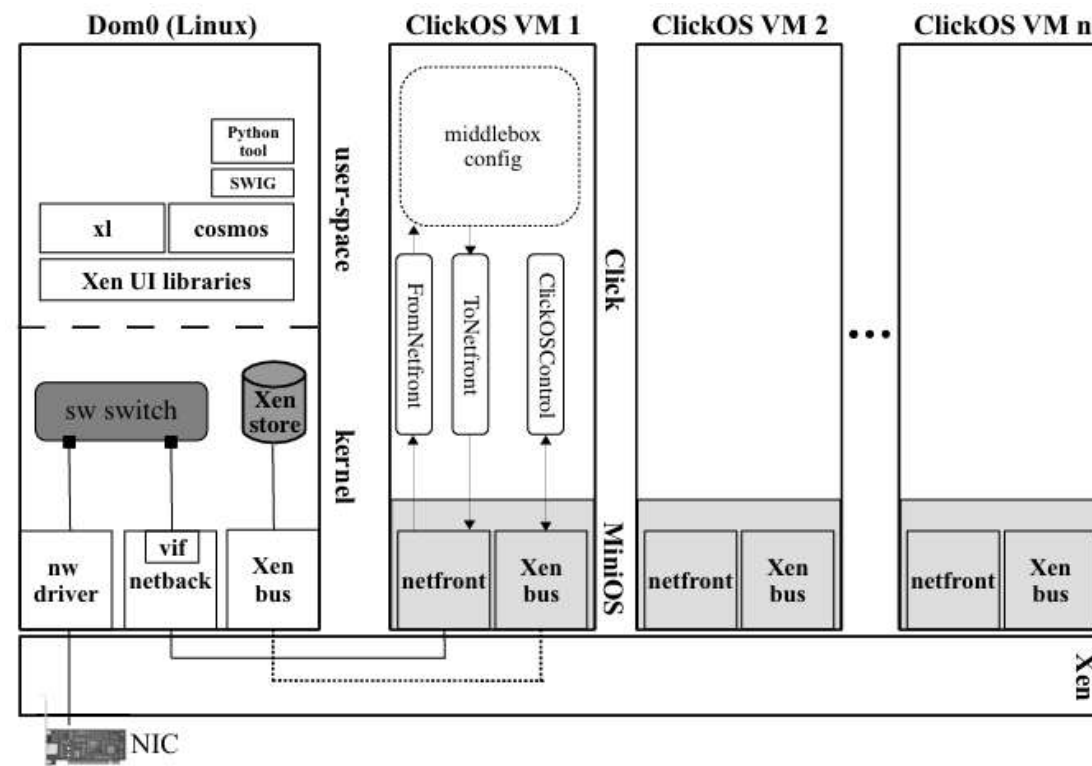 Dom0 (Linux)
ClickOS VM 1
ClickOS VM 2
ClickOS VM n
Python
tool
SWIG
xl
cosmos
Xen UI libraries
user-space
sw switch
Xen
store
kernel
vif
nw
driver
netback
Xen
bus
middlebox
config
FromNetfront
ToNetfront
ClickOSControl
Click
netfront
Xen
bus
MiniOS
netfront
Xen
bus
•••
netfront
Xen
bus
Xen
NIC